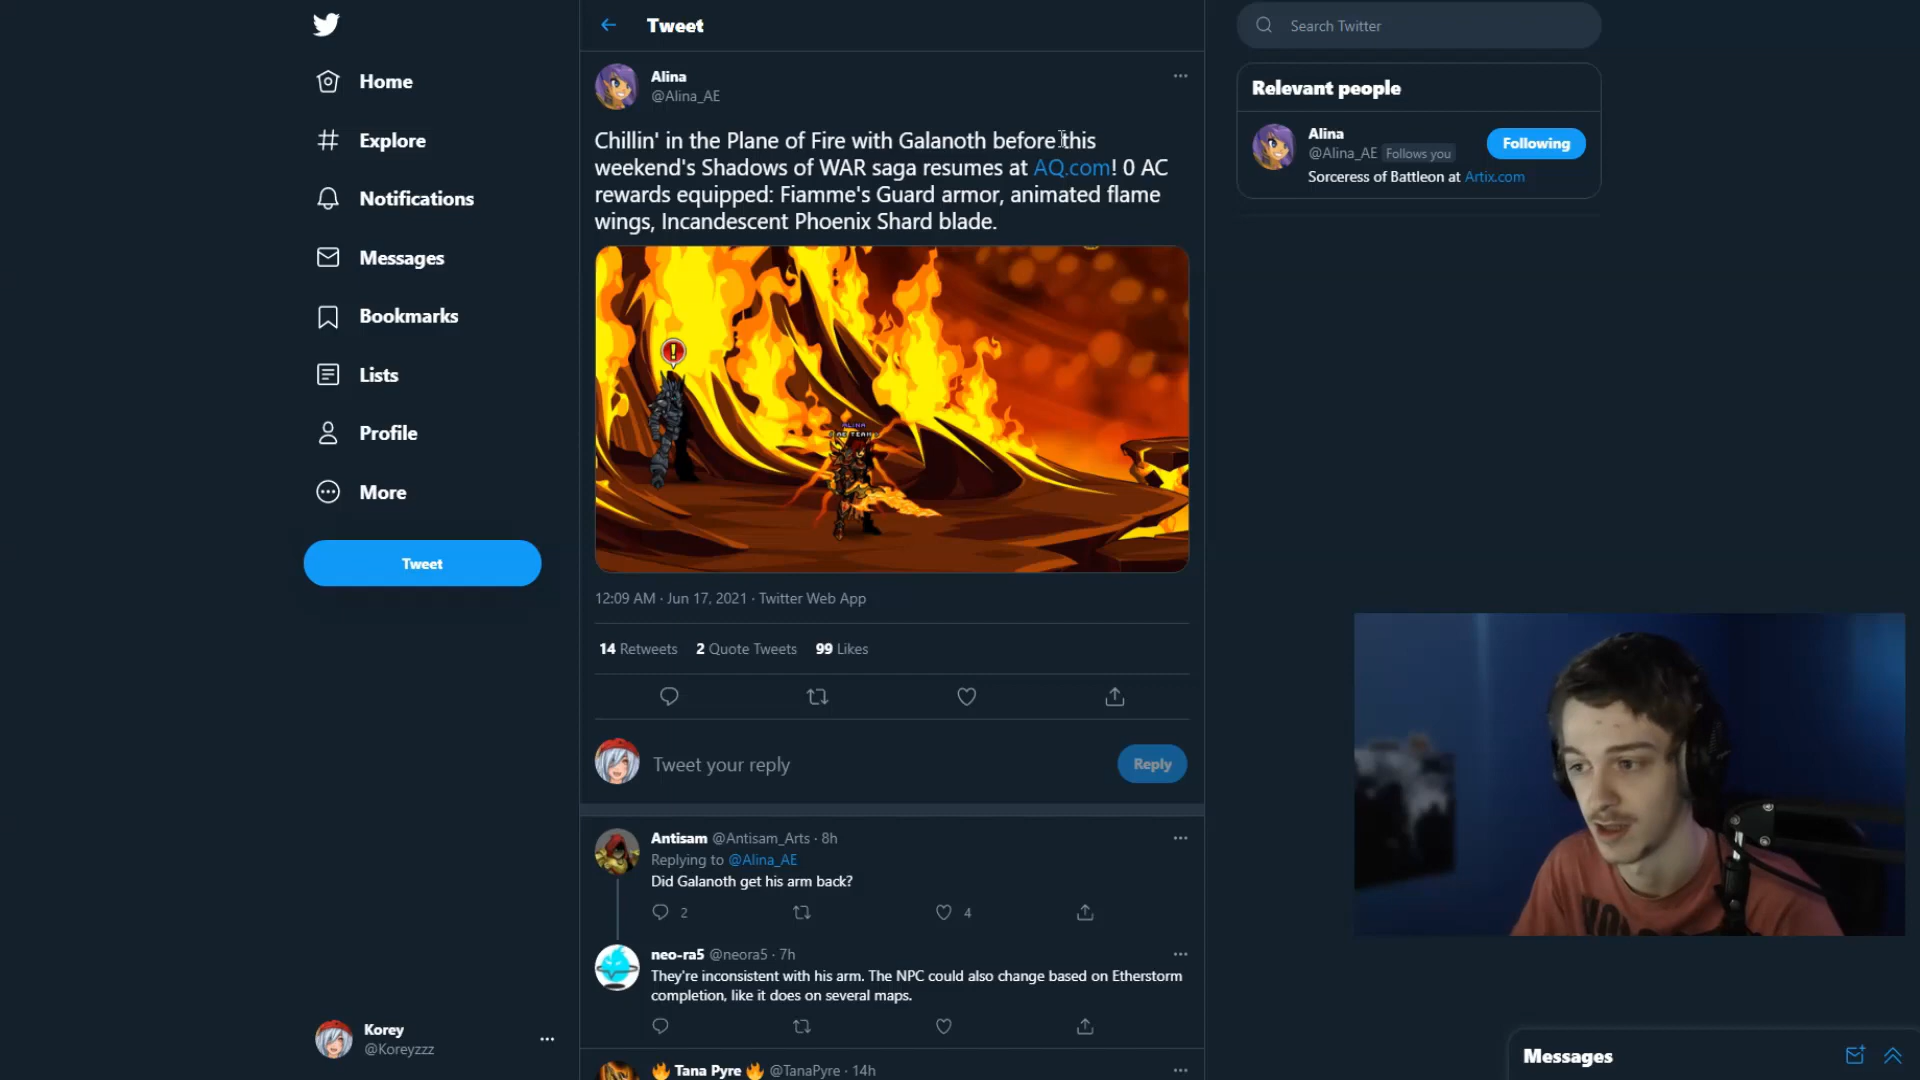 Home
Explore
Notifications
Messages
Bookmarks
Lists
Profile
More
Tweet
Korey
@Koreyzzz
Tweet
Alina
@Alina_AE
Chillin' in the Plane of Fire with Galanoth before this
weekend's Shadows of WAR saga resumes at AQ.com! 0 AC
rewards equipped: Fiamme's Guard armor, animated flame
wings, Incandescent Phoenix Shard blade.
ALINA
AE TEAM
12:09 AM · Jun 17, 2021 · Twitter Web App
14 Retweets 2 Quote Tweets 99 Likes
Tweet your reply
Reply
Antisam @Antisam_Arts · 8h
Replying to @Alina_AE
Did Galanoth get his arm back?
2 4
neo-ra5 @neora5 · 7h
They're inconsistent with his arm. The NPC could also change based on Etherstorm
completion, like it does on several maps.
Tana Pyre @TanaPyre · 14h
Search Twitter
Relevant people
Alina
@Alina_AE Follows you
Following
Sorceress of Battleon at Artix.com
Messages